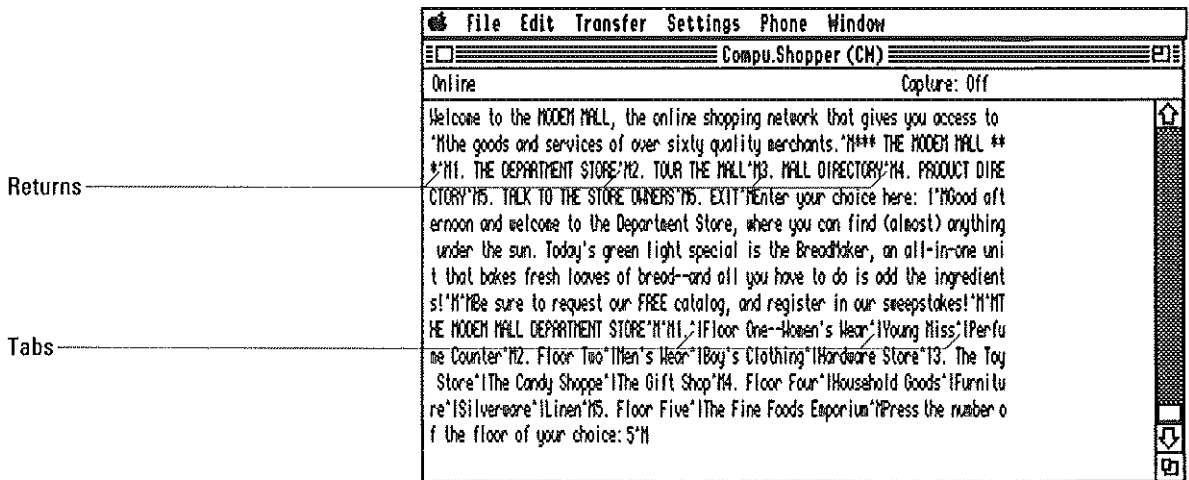 File Edit Transfer Settings Phone Window
Compu.Shopper (CM)
Online Capture: Off
Welcome to the MODEM MALL, the online shopping network that gives you access to
^Mthe goods and services of over sixty quality merchants.^M*** THE MODEM MALL **
*^M1. THE DEPARTMENT STORE^M2. TOUR THE MALL^M3. MALL DIRECTORY^M4. PRODUCT DIRE
CTORY^M5. TALK TO THE STORE OWNERS^M5. EXIT^MEnter your choice here: 1^MGood aft
ernoon and welcome to the Department Store, where you can find (almost) anything
under the sun. Today's green light special is the BreadMaker, an all-in-one uni
t that bakes fresh loaves of bread--and all you have to do is add the ingredient
s!^M^MBe sure to request our FREE catalog, and register in our sweepstakes!^M^MT
HE MODEM MALL DEPARTMENT STORE^M^M1.^IFloor One--Women's Wear^IYoung Miss^IPerfu
me Counter^M2. Floor Two^IMen's Wear^IBoy's Clothing^IHardware Store^I3. The Toy
Store^IThe Candy Shoppe^IThe Gift Shop^M4. Floor Four^IHousehold Goods^IFurnitu
re^ISilverware^ILinen^M5. Floor Five^IThe Fine Foods Emporium^MPress the number o
f the floor of your choice: 5^M
Returns
Tabs